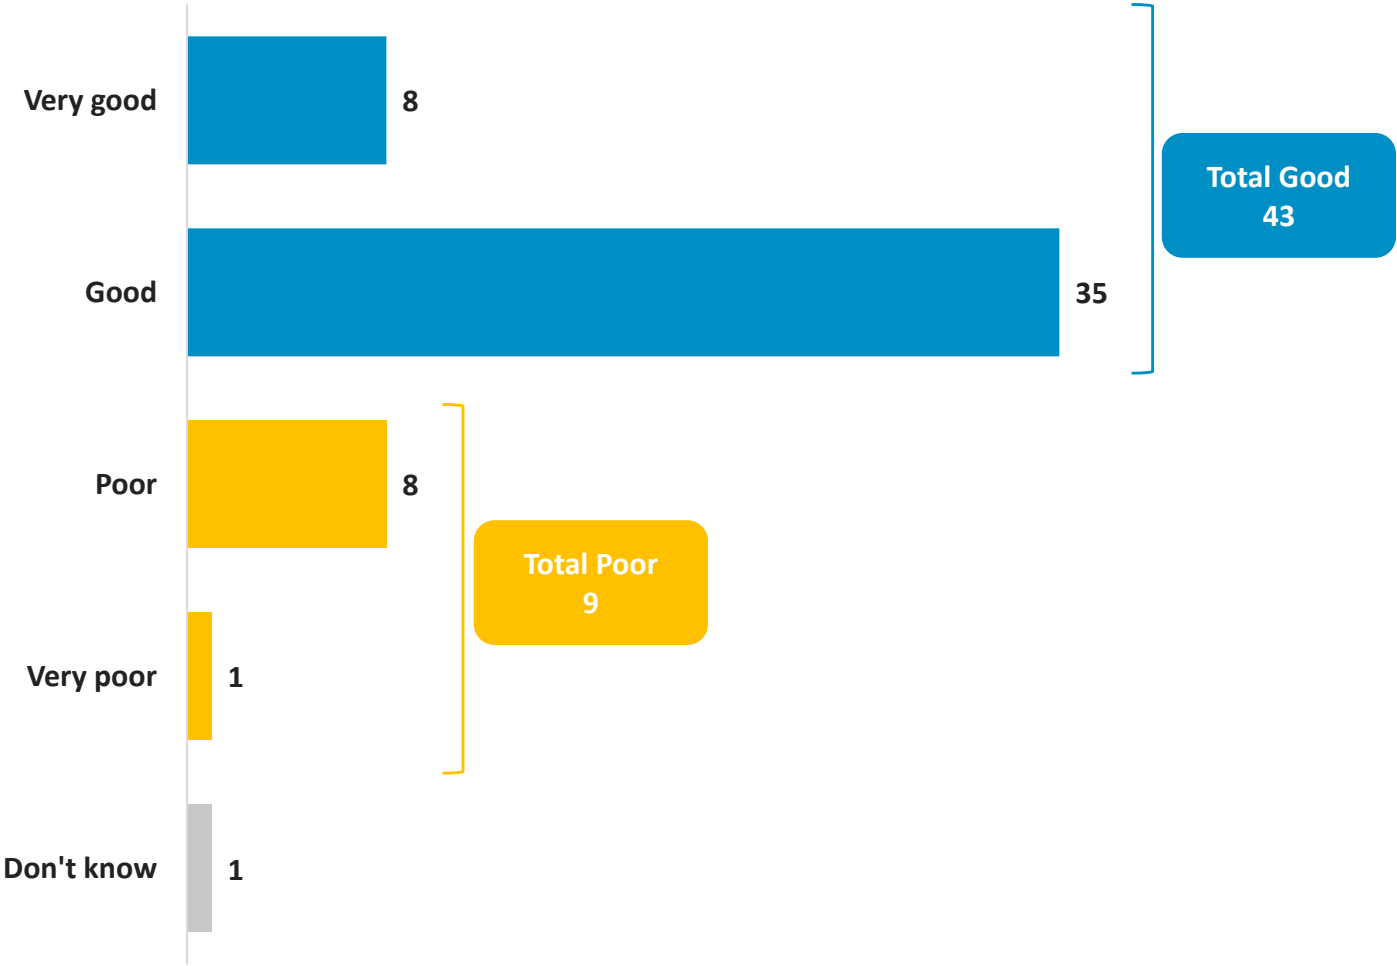 Very good
8
Total Good
43
Good
35
Poor
8
Total Poor
9
Very poor
1
Don't know
1